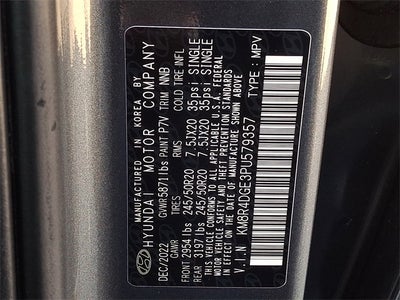 MANUFACTURED IN KOREA BY
HYUNDAI MOTOR COMPANY
DEC/2022 GVWR 5871 lbs PAINT P7V TRIM NNB
GAWR TIRES RIMS COLD TIRE INFL
FRONT 2954 lbs 245/50R20 7.5JX20 35psi SINGLE
REAR 3197 lbs 245/50R20 7.5JX20 35psi SINGLE
THIS VEHICLE CONFORMS TO ALL APPLICABLE U.S.A. FEDERAL
MOTOR VEHICLE SAFETY AND THEFT PREVENTION STANDARDS
IN EFFECT ON THE DATE OF MANUFACTURE SHOWN ABOVE
V.I.N : KM8R4DGE3PU579357 TYPE : MPV